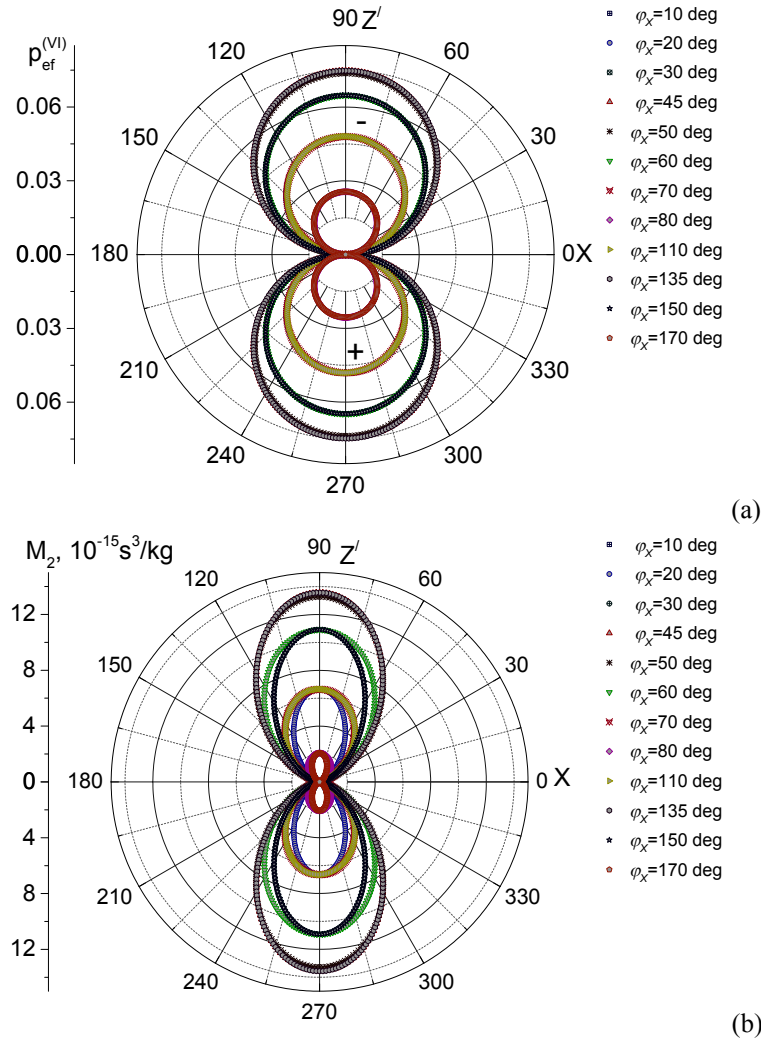 90 Z/
p_ef^(VI)
120
60
0.06
150
30
-
0.03
0.00
180
0X
0.03
+
210
330
0.06
240
300
270
φX=10 deg
φX=20 deg
φX=30 deg
φX=45 deg
φX=50 deg
φX=60 deg
φX=70 deg
φX=80 deg
φX=110 deg
φX=135 deg
φX=150 deg
φX=170 deg
(a)
M2, 10^-15 s^3/kg
90 Z/
120
60
12
150
30
8
4
0
180
0 X
4
8
210
330
12
240
300
270
φX=10 deg
φX=20 deg
φX=30 deg
φX=45 deg
φX=50 deg
φX=60 deg
φX=70 deg
φX=80 deg
φX=110 deg
φX=135 deg
φX=150 deg
φX=170 deg
(b)